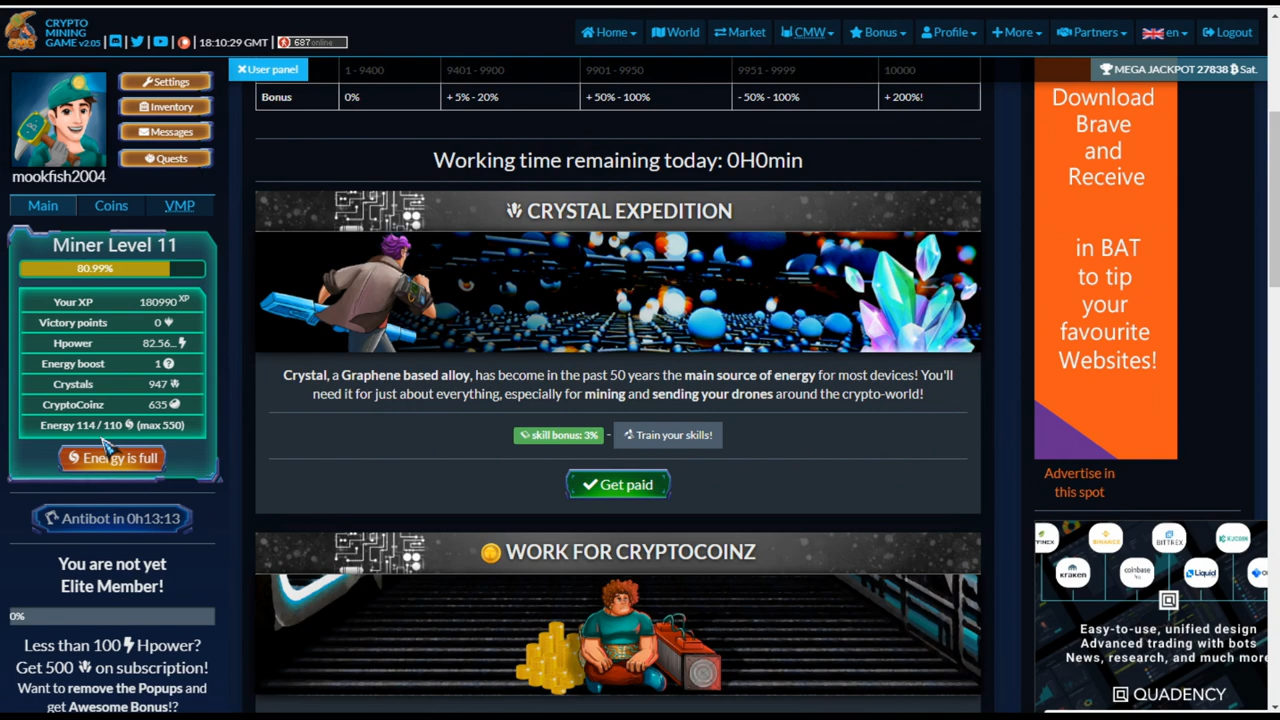 CRYPTO
MINING
GAME v2.05
18:10:29 GMT
687 online
Home
World
Market
CMW
Bonus
Profile
More
Partners
en
Logout
MEGA JACKPOT 27838 Sat.
User panel
Settings
Inventory
Messages
Quests
mookfish2004
Main Coins VMP
Miner Level 11
80.99%
Your XP 180990 XP
Victory points 0
Hpower 82.56...
Energy boost 1
Crystals 947
CryptoCoinz 635
Energy 114 / 110 (max 550)
Energy is full
Antibot in 0h13:13
You are not yet
Elite Member!
0%
Less than 100 Hpower?
Get 500 on subscription!
Want to remove the Popups and
get Awesome Bonus!?
1 - 9400 9401 - 9900 9901 - 9950 9951 - 9999 10000
Bonus 0% + 5% - 20% + 50% - 100% - 50% - 100% + 200%!
Working time remaining today: 0H0min
CRYSTAL EXPEDITION
Crystal, a Graphene based alloy, has become in the past 50 years the main source of energy for most devices! You'll
need it for just about everything, especially for mining and sending your drones around the crypto-world!
skill bonus: 3% - Train your skills!
Get paid
WORK FOR CRYPTOCOINZ
Download
Brave
and
Receive
in BAT
to tip
your
favourite
Websites!
Advertise in
this spot
BINANCE
BITTREX
KUCOIN
kraken
coinbase
Liquid
Easy-to-use, unified design
Advanced trading with bots
News, research, and much more
QUADENCY